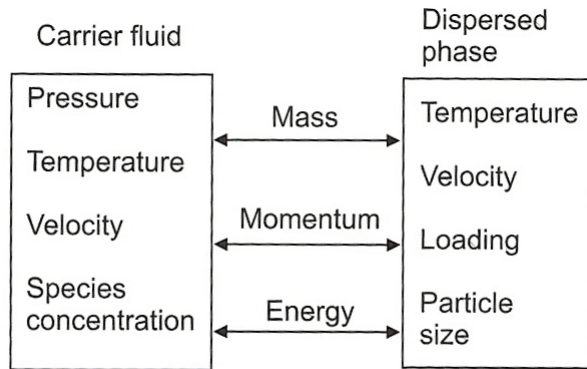 Carrier fluid
Dispersed
phase
Pressure
Temperature
Velocity
Species
concentration
Mass
Momentum
Energy
Temperature
Velocity
Loading
Particle
size